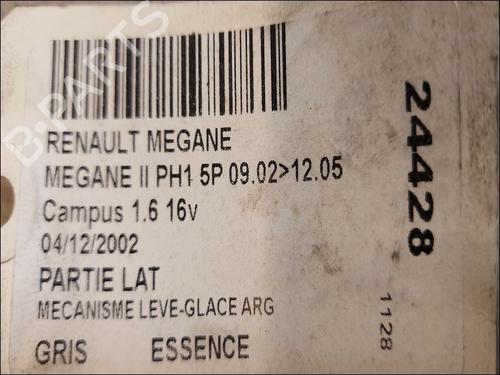 B-PARTS
RENAULT MEGANE
MEGANE II PH1 5P 09.02>12.05
Campus 1.6 16v
04/12/2002
PARTIE LAT
MECANISME LEVE-GLACE ARG
GRIS ESSENCE
24428
1128